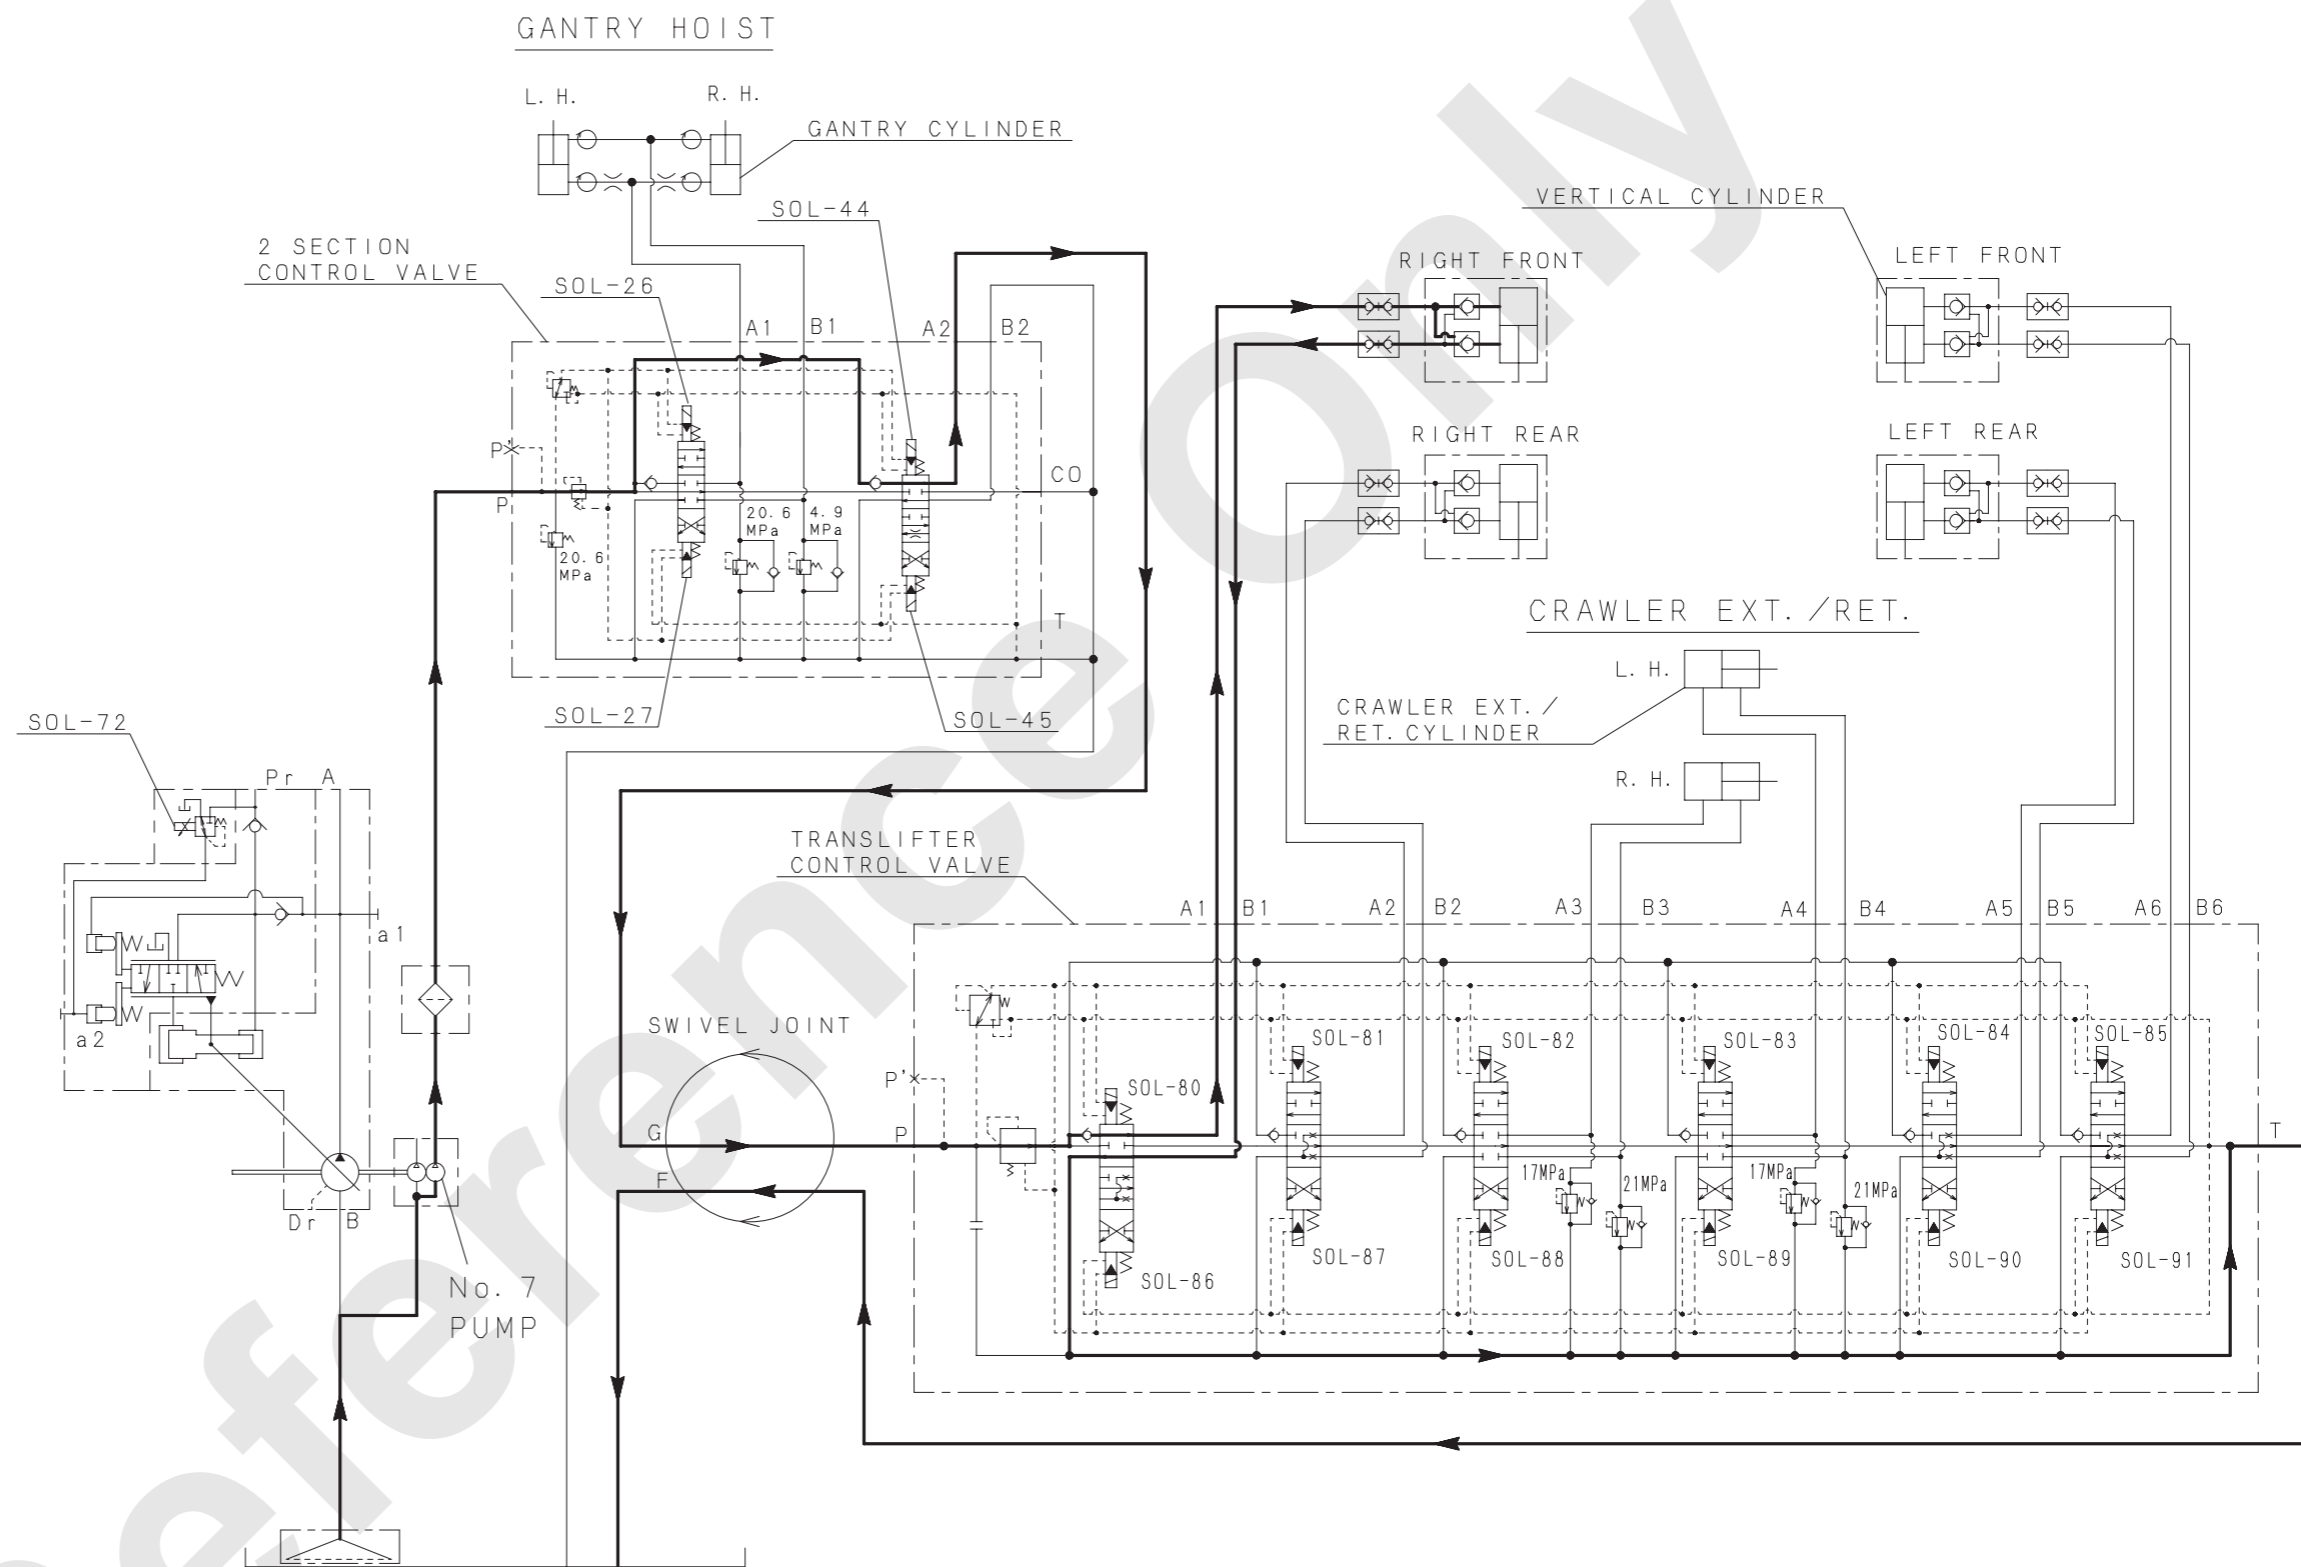 GANTRY HOIST
L. H.
R. H.
GANTRY CYLINDER
SOL-44
2 SECTION
CONTROL VALVE
SOL-26
A1
B1
A2
B2
P'
P
CO
20. 6
MPa
4. 9
MPa
20. 6
MPa
T
SOL-27
SOL-45
VERTICAL CYLINDER
RIGHT FRONT
LEFT FRONT
RIGHT REAR
LEFT REAR
CRAWLER EXT. /RET.
L. H.
CRAWLER EXT. /
RET. CYLINDER
R. H.
SOL-72
Pr
A
a1
a2
Dr
B
No. 7
PUMP
TRANSLIFTER
CONTROL VALVE
SWIVEL JOINT
G
F
A1
B1
A2
B2
A3
B3
A4
B4
A5
B5
A6
B6
P'
P
SOL-80
SOL-81
SOL-82
SOL-83
SOL-84
SOL-85
T
17MPa
21MPa
17MPa
21MPa
SOL-86
SOL-87
SOL-88
SOL-89
SOL-90
SOL-91
Reference Only